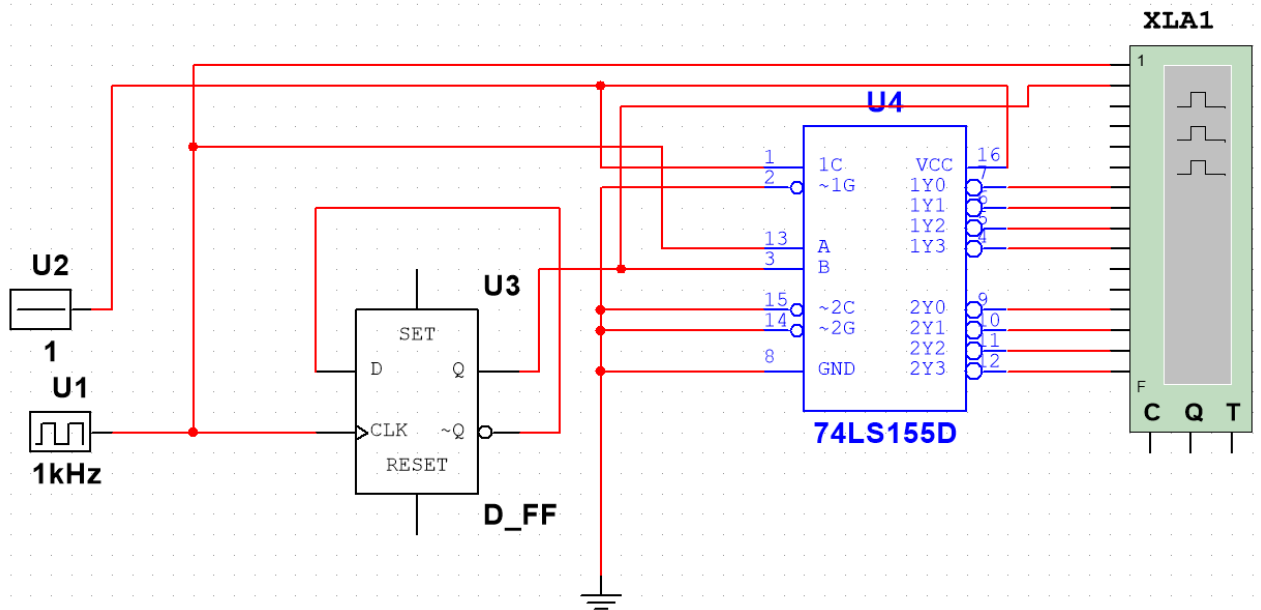 XLA1
1
F
C Q T
U4
1 1C
2 ~1G
13 A
3 B
15 ~2C
14 ~2G
8 GND
VCC 16
1Y0 7
1Y1 6
1Y2 5
1Y3 4
2Y0 9
2Y1 10
2Y2 11
2Y3 12
74LS155D
U2
1
U1
1kHz
U3
SET
D Q
CLK ~Q
RESET
D_FF